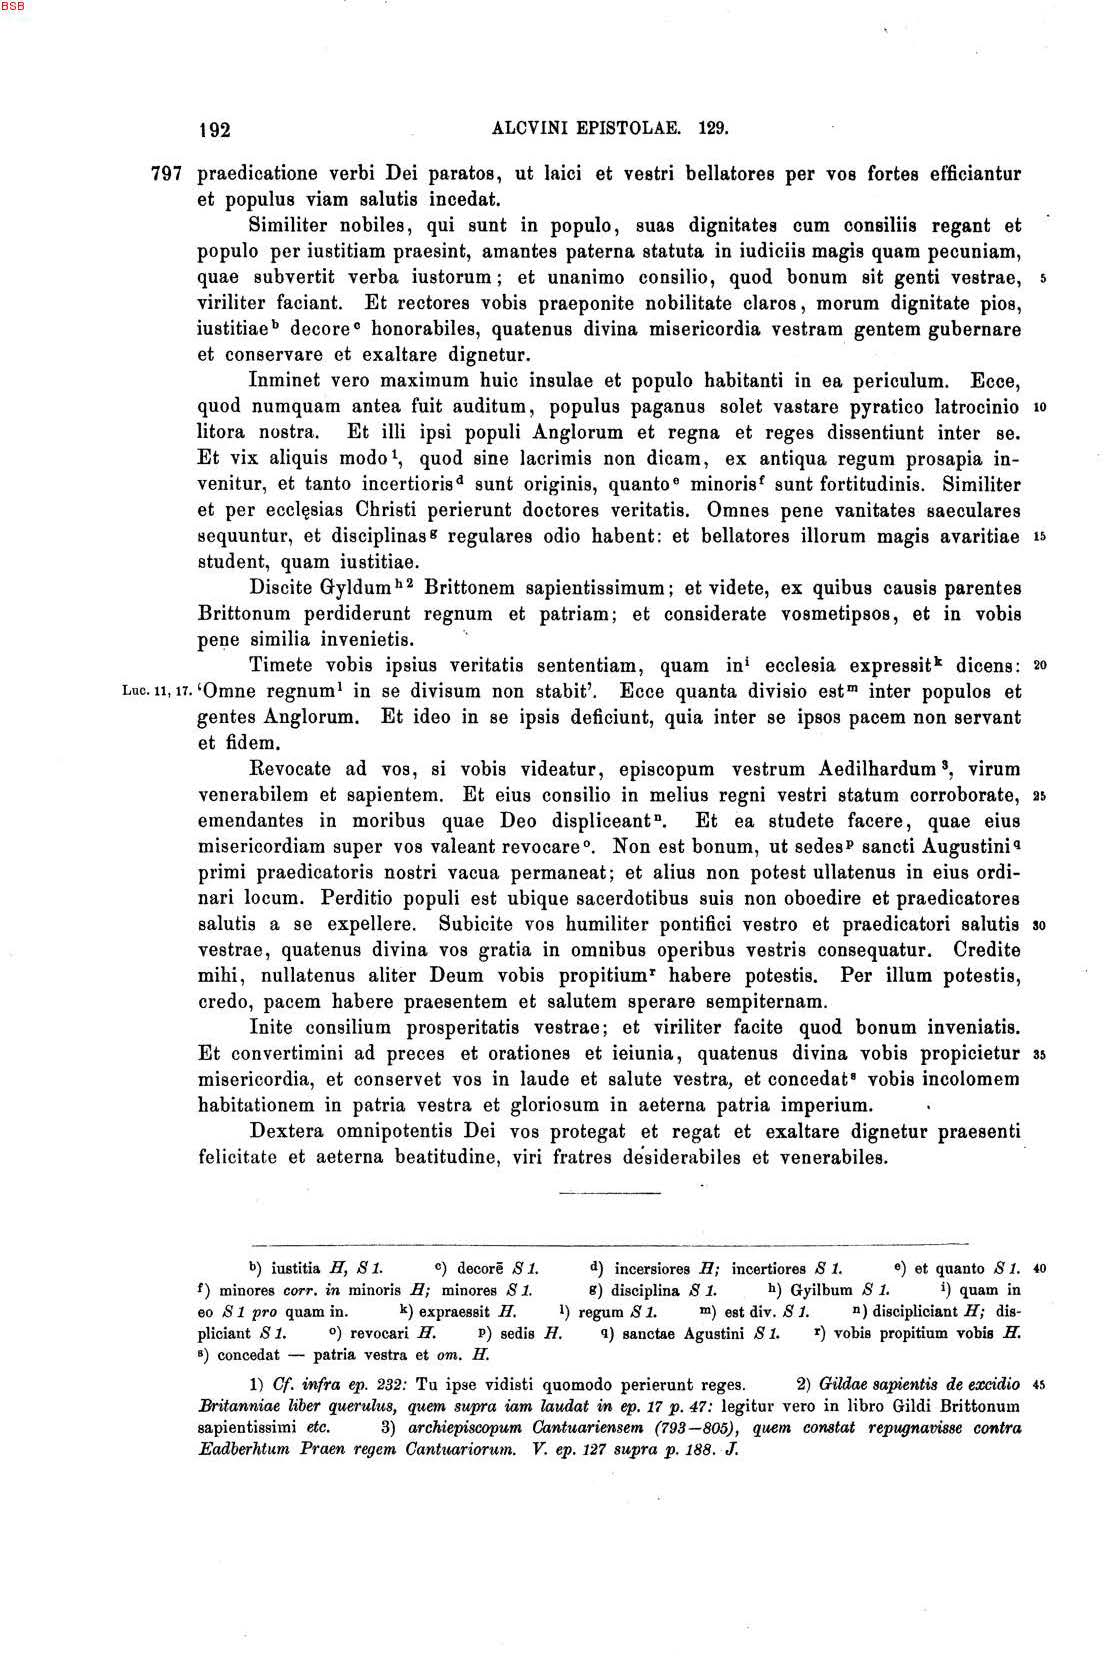 BSB
192 ALCVINI EPISTOLAE. 129.
797 praedicatione verbi Dei paratos, ut laici et vestri bellatores per vos fortes efficiantur
et populus viam salutis incedat.
Similiter nobiles, qui sunt in populo, suas dignitates cum consiliis regant et
populo per iustitiam praesint, amantes paterna statuta in iudiciis magis quam pecuniam,
quae subvertit verba iustorum; et unanimo consilio, quod bonum sit genti vestrae, 5
viriliter faciant. Et rectores vobis praeponite nobilitate claros, morum dignitate pios,
iustitiae b decore c honorabiles, quatenus divina misericordia vestram gentem gubernare
et conservare et exaltare dignetur.
Inminet vero maximum huic insulae et populo habitanti in ea periculum. Ecce,
quod numquam antea fuit auditum, populus paganus solet vastare pyratico latrocinio 10
litora nostra. Et illi ipsi populi Anglorum et regna et reges dissentiunt inter se.
Et vix aliquis modo 1, quod sine lacrimis non dicam, ex antiqua regum prosapia in-
venitur, et tanto incertioris d sunt originis, quanto e minoris f sunt fortitudinis. Similiter
et per ecclęsias Christi perierunt doctores veritatis. Omnes pene vanitates saeculares
sequuntur, et disciplinas g regulares odio habent: et bellatores illorum magis avaritiae 15
student, quam iustitiae.
Discite Gyldum h 2 Brittonem sapientissimum; et videte, ex quibus causis parentes
Brittonum perdiderunt regnum et patriam; et considerate vosmetipsos, et in vobis
pene similia invenietis.
Timete vobis ipsius veritatis sententiam, quam in i ecclesia expressit k dicens: 20
Luc. 11, 17. ‘Omne regnum l in se divisum non stabit’. Ecce quanta divisio est m inter populos et
gentes Anglorum. Et ideo in se ipsis deficiunt, quia inter se ipsos pacem non servant
et fidem.
Revocate ad vos, si vobis videatur, episcopum vestrum Aedilhardum 3, virum
venerabilem et sapientem. Et eius consilio in melius regni vestri statum corroborate, 25
emendantes in moribus quae Deo displiceant n. Et ea studete facere, quae eius
misericordiam super vos valeant revocare o. Non est bonum, ut sedes p sancti Augustini q
primi praedicatoris nostri vacua permaneat; et alius non potest ullatenus in eius ordi-
nari locum. Perditio populi est ubique sacerdotibus suis non oboedire et praedicatores
salutis a se expellere. Subicite vos humiliter pontifici vestro et praedicatori salutis 30
vestrae, quatenus divina vos gratia in omnibus operibus vestris consequatur. Credite
mihi, nullatenus aliter Deum vobis propitium r habere potestis. Per illum potestis,
credo, pacem habere praesentem et salutem sperare sempiternam.
Inite consilium prosperitatis vestrae; et viriliter facite quod bonum inveniatis.
Et convertimini ad preces et orationes et ieiunia, quatenus divina vobis propicietur 35
misericordia, et conservet vos in laude et salute vestra, et concedat s vobis incolomem
habitationem in patria vestra et gloriosum in aeterna patria imperium.
Dextera omnipotentis Dei vos protegat et regat et exaltare dignetur praesenti
felicitate et aeterna beatitudine, viri fratres desiderabiles et venerabiles.
b) iustitia H, S 1. c) decorē S 1. d) incersiores H; incertiores S 1. e) et quanto S 1. 40
f) minores corr. in minoris H; minores S 1. g) disciplina S 1. h) Gyilbum S 1. i) quam in
eo S 1 pro quam in. k) expraessit H. l) regum S 1. m) est div. S 1. n) discipliciant H; dis-
pliciant S 1. o) revocari H. p) sedis H. q) sanctae Agustini S 1. r) vobis propitium vobis H.
s) concedat — patria vestra et om. H.
1) Cf. infra ep. 232: Tu ipse vidisti quomodo perierunt reges. 2) Gildae sapientis de excidio 45
Britanniae liber querulus, quem supra iam laudat in ep. 17 p. 47: legitur vero in libro Gildi Brittonum
sapientissimi etc. 3) archiepiscopum Cantuariensem (793—805), quem constat repugnavisse contra
Eadberhtum Praen regem Cantuariorum. V. ep. 127 supra p. 188. J.